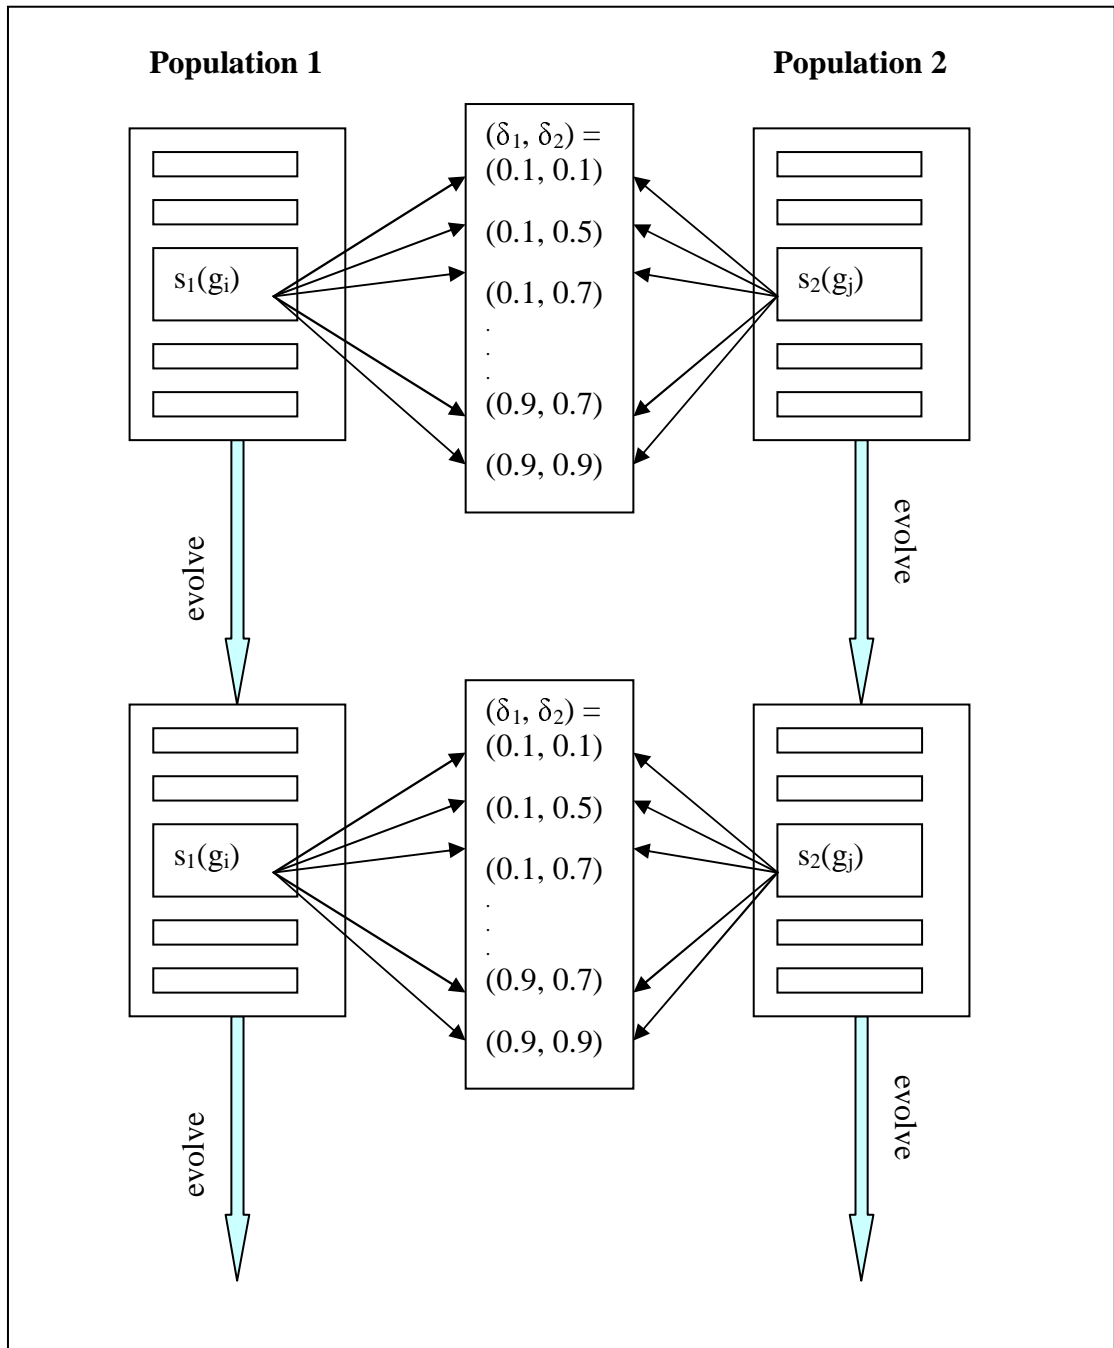 Population 1
Population 2
(δ₁, δ₂) =
(0.1, 0.1)
(0.1, 0.5)
s₁(gᵢ)
s₂(gⱼ)
(0.1, 0.7)
.
.
.
(0.9, 0.7)
(0.9, 0.9)
evolve
evolve
(δ₁, δ₂) =
(0.1, 0.1)
(0.1, 0.5)
s₁(gᵢ)
s₂(gⱼ)
(0.1, 0.7)
.
.
.
(0.9, 0.7)
(0.9, 0.9)
evolve
evolve